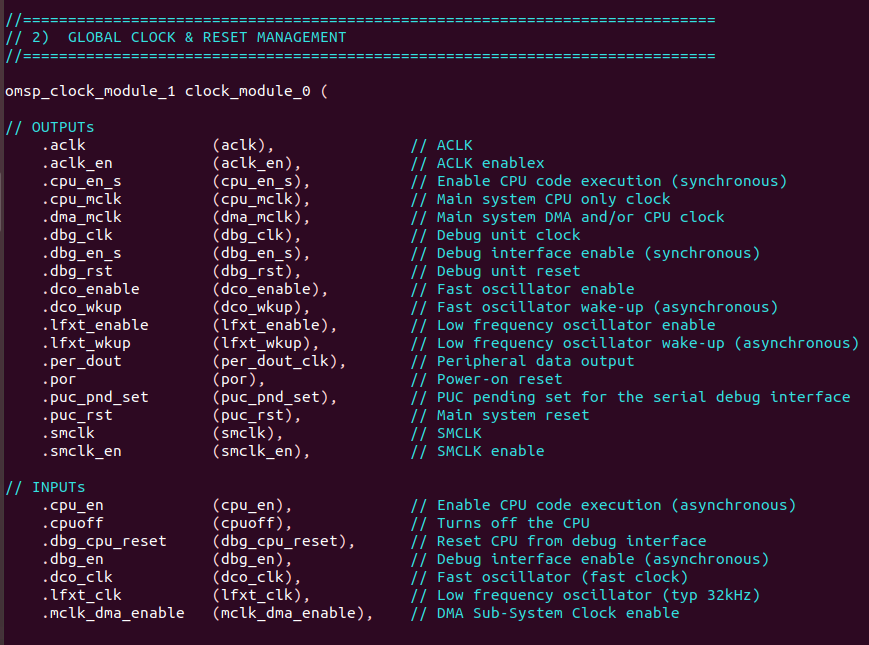 //=============================================================================
// 2)  GLOBAL CLOCK & RESET MANAGEMENT
//=============================================================================
omsp_clock_module_1 clock_module_0 (
// OUTPUTs
    .aclk              (aclk),               // ACLK
    .aclk_en           (aclk_en),            // ACLK enablex
    .cpu_en_s          (cpu_en_s),           // Enable CPU code execution (synchronous)
    .cpu_mclk          (cpu_mclk),           // Main system CPU only clock
    .dma_mclk          (dma_mclk),           // Main system DMA and/or CPU clock
    .dbg_clk           (dbg_clk),            // Debug unit clock
    .dbg_en_s          (dbg_en_s),           // Debug interface enable (synchronous)
    .dbg_rst           (dbg_rst),            // Debug unit reset
    .dco_enable        (dco_enable),         // Fast oscillator enable
    .dco_wkup          (dco_wkup),           // Fast oscillator wake-up (asynchronous)
    .lfxt_enable       (lfxt_enable),        // Low frequency oscillator enable
    .lfxt_wkup         (lfxt_wkup),          // Low frequency oscillator wake-up (asynchronous)
    .per_dout          (per_dout_clk),       // Peripheral data output
    .por               (por),                // Power-on reset
    .puc_pnd_set       (puc_pnd_set),        // PUC pending set for the serial debug interface
    .puc_rst           (puc_rst),            // Main system reset
    .smclk             (smclk),              // SMCLK
    .smclk_en          (smclk_en),           // SMCLK enable
// INPUTs
    .cpu_en            (cpu_en),             // Enable CPU code execution (asynchronous)
    .cpuoff            (cpuoff),             // Turns off the CPU
    .dbg_cpu_reset     (dbg_cpu_reset),      // Reset CPU from debug interface
    .dbg_en            (dbg_en),             // Debug interface enable (asynchronous)
    .dco_clk           (dco_clk),            // Fast oscillator (fast clock)
    .lfxt_clk          (lfxt_clk),           // Low frequency oscillator (typ 32kHz)
    .mclk_dma_enable   (mclk_dma_enable),    // DMA Sub-System Clock enable